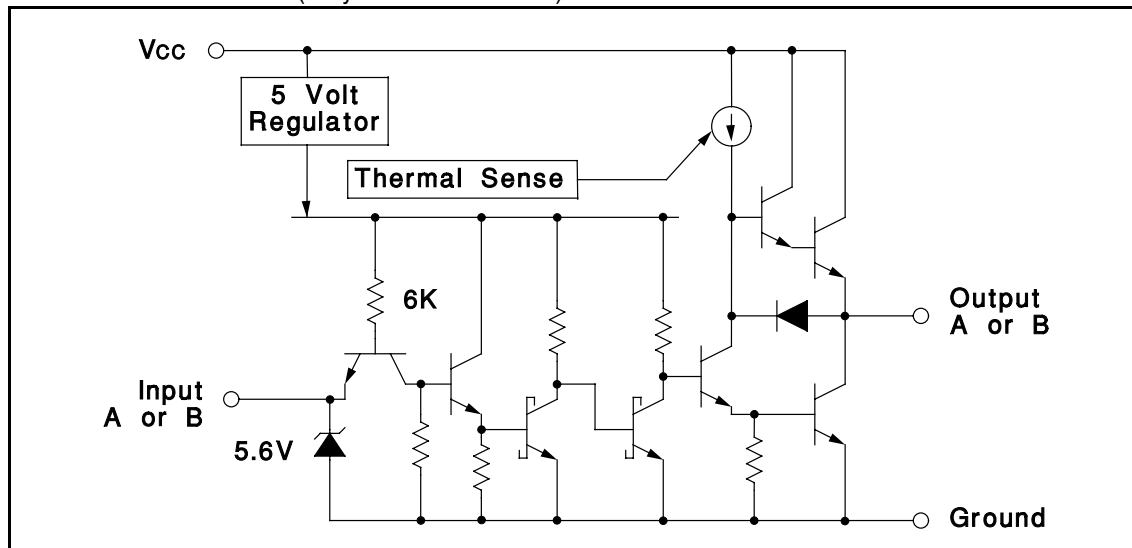 Vcc
5 Volt
Regulator
Thermal Sense
6K
Output
A or B
Input
A or B
5.6V
Ground